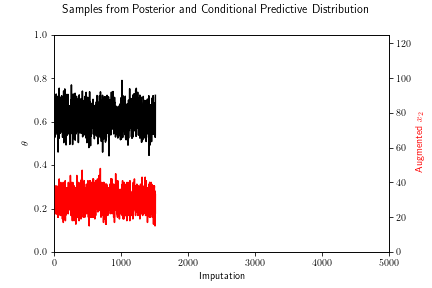 Samples from Posterior and Conditional Predictive Distribution
1.0
0.8
0.6
0.4
0.2
0.0
θ
120
100
80
60
40
20
0
Augmented x₂
0 1000 2000 3000 4000 5000
Imputation